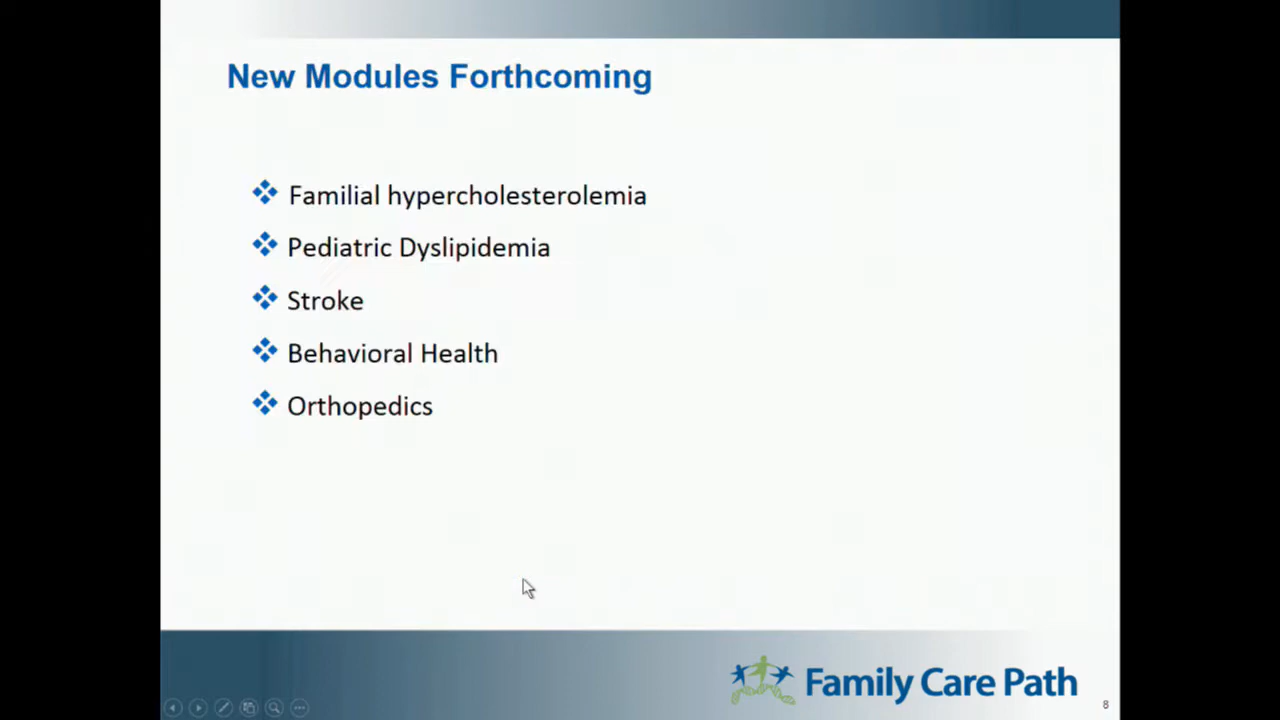 New Modules Forthcoming
Familial hypercholesterolemia
Pediatric Dyslipidemia
Stroke
Behavioral Health
Orthopedics
Family Care Path
8